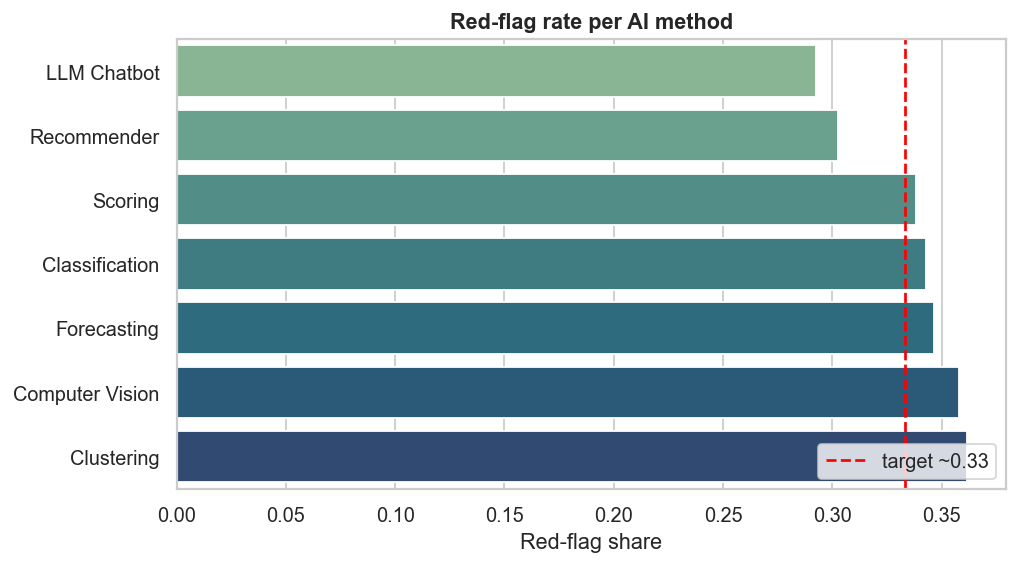 Red-flag rate per AI method
LLM Chatbot
Recommender
Scoring
Classification
Forecasting
Computer Vision
Clustering
target ~0.33
0.00 0.05 0.10 0.15 0.20 0.25 0.30 0.35
Red-flag share